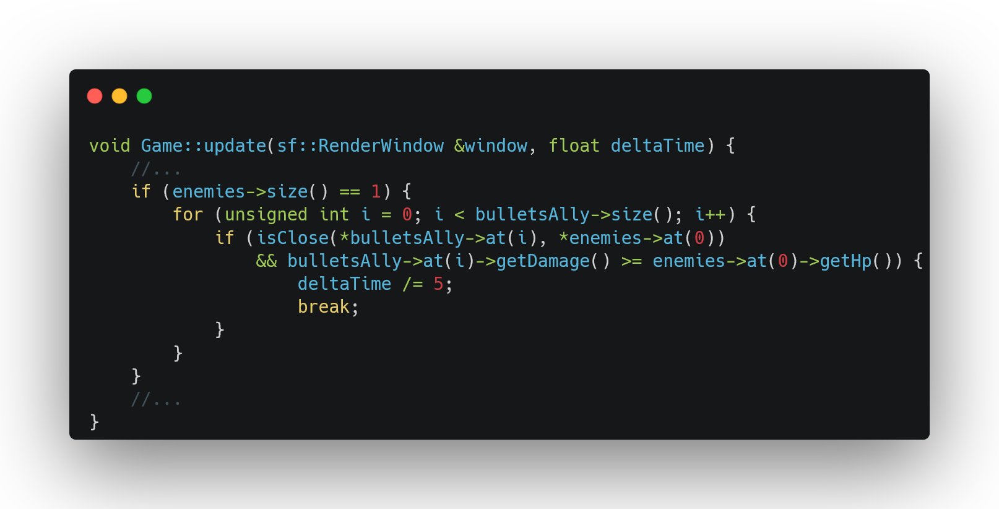 void Game::update(sf::RenderWindow &window, float deltaTime) {
    //...
    if (enemies->size() == 1) {
        for (unsigned int i = 0; i < bulletsAlly->size(); i++) {
            if (isClose(*bulletsAlly->at(i), *enemies->at(0))
                && bulletsAlly->at(i)->getDamage() >= enemies->at(0)->getHp()) {
                    deltaTime /= 5;
                    break;
            }
        }
    }
    //...
}